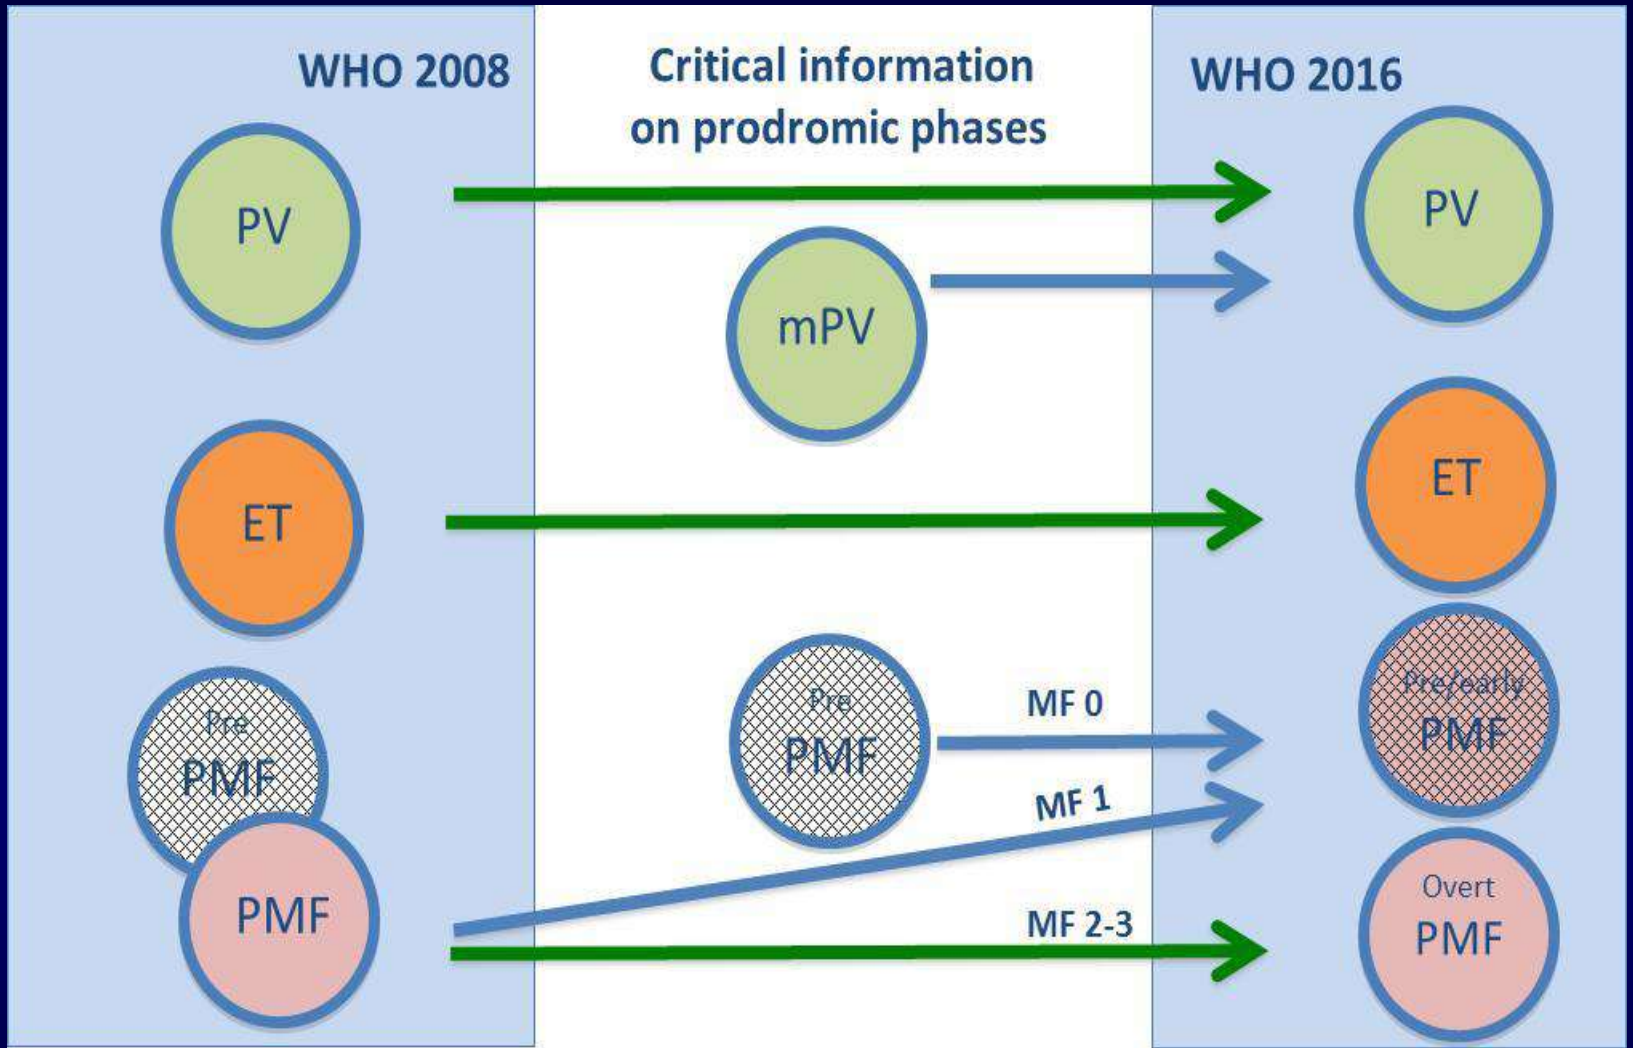 WHO 2008
PV
ET
Pre
PMF
PMF
Critical information
on prodromic phases
mPV
Pre
PMF
MF 0
MF 1
MF 2-3
WHO 2016
PV
ET
Pre/early
PMF
Overt
PMF